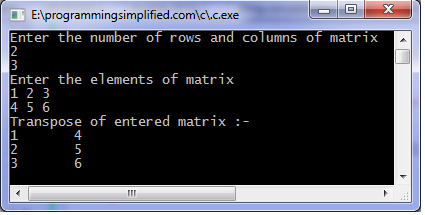 E:\programmingsimplified.com\c\.c.exe
Enter the number of rows and columns of matrix
2
3
Enter the elements of matrix
1 2 3
4 5 6
Transpose of entered matrix :-
1 4
2 5
3 6